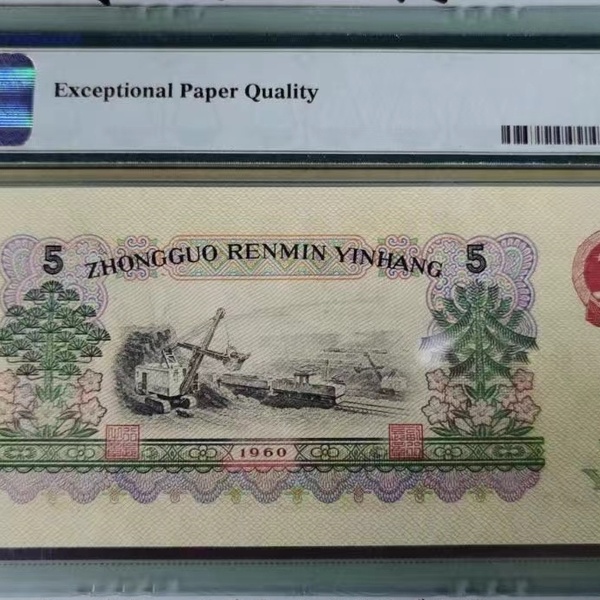 Exceptional Paper Quality
5 ZHONGGUO RENMIN YINHANG 5
1960